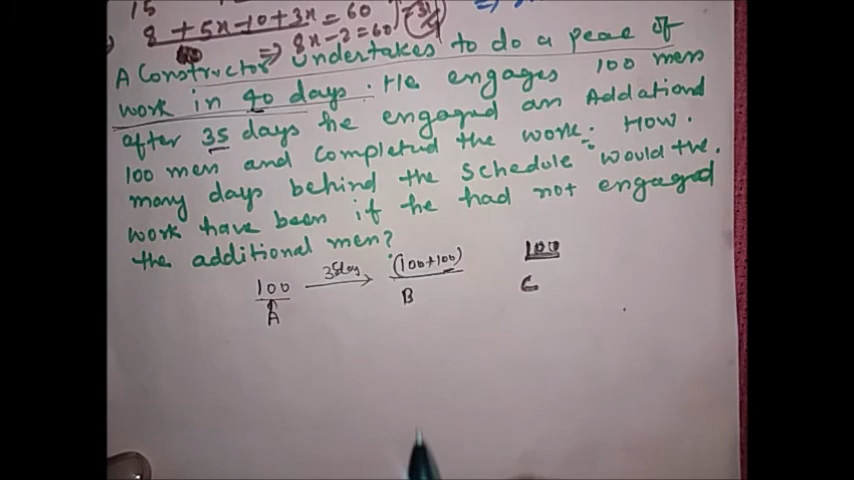 15
8 + 5x - 10 + 3x = 60
⇒ 8x - 2 = 60
A Constructor undertakes to do a peace of
work in 40 days. He engages 100 men
after 35 days he engaged an Addationd
100 men and completed the work. How.
many days behind the schedule would the.
work have been if he had not engaged
the additional men?
100 35day (100+100) 100
A B C